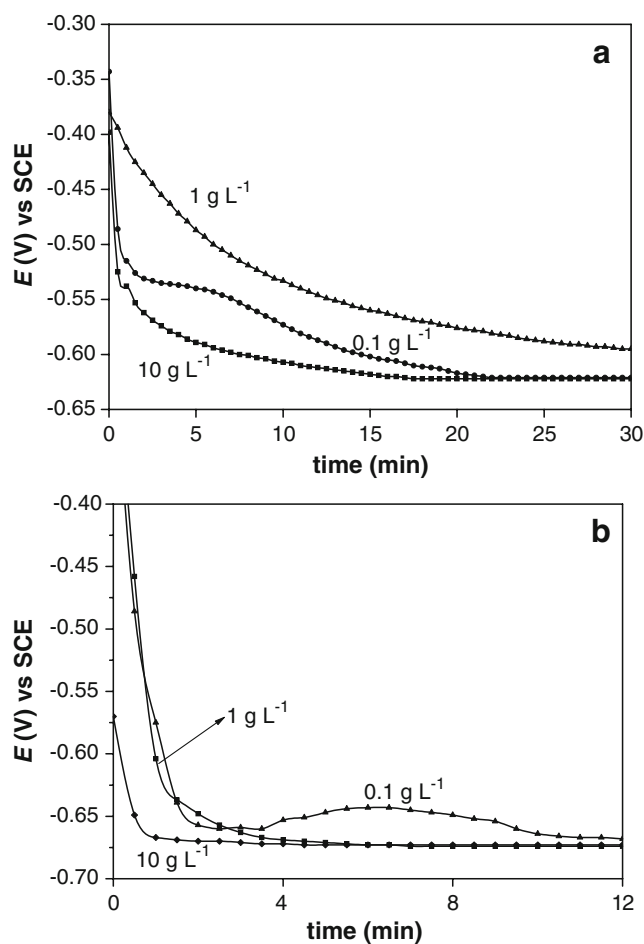 a
-0.30
-0.35
-0.40
-0.45
-0.50
-0.55
-0.60
-0.65
E (V) vs SCE
1 g L⁻¹
0.1 g L⁻¹
10 g L⁻¹
0 5 10 15 20 25 30
time (min)
b
-0.40
-0.45
-0.50
-0.55
-0.60
-0.65
-0.70
E (V) vs SCE
1 g L⁻¹
0.1 g L⁻¹
10 g L⁻¹
0 4 8 12
time (min)